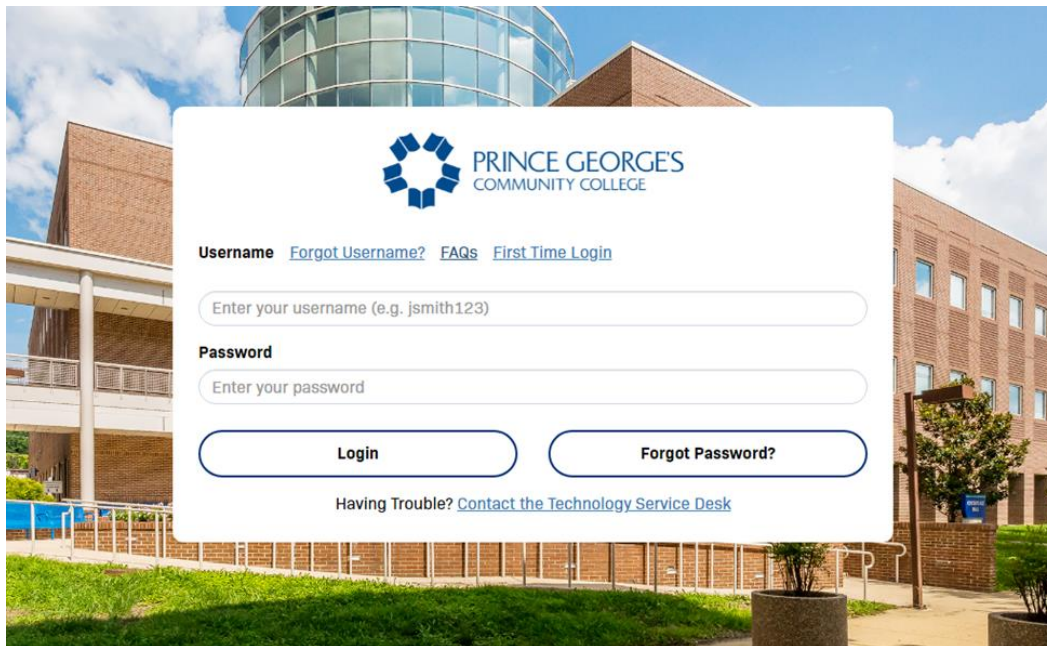 PRINCE GEORGE'S
COMMUNITY COLLEGE
Username Forgot Username? FAQs First Time Login
Enter your username (e.g. jsmith123)
Password
Enter your password
Login Forgot Password?
Having Trouble? Contact the Technology Service Desk